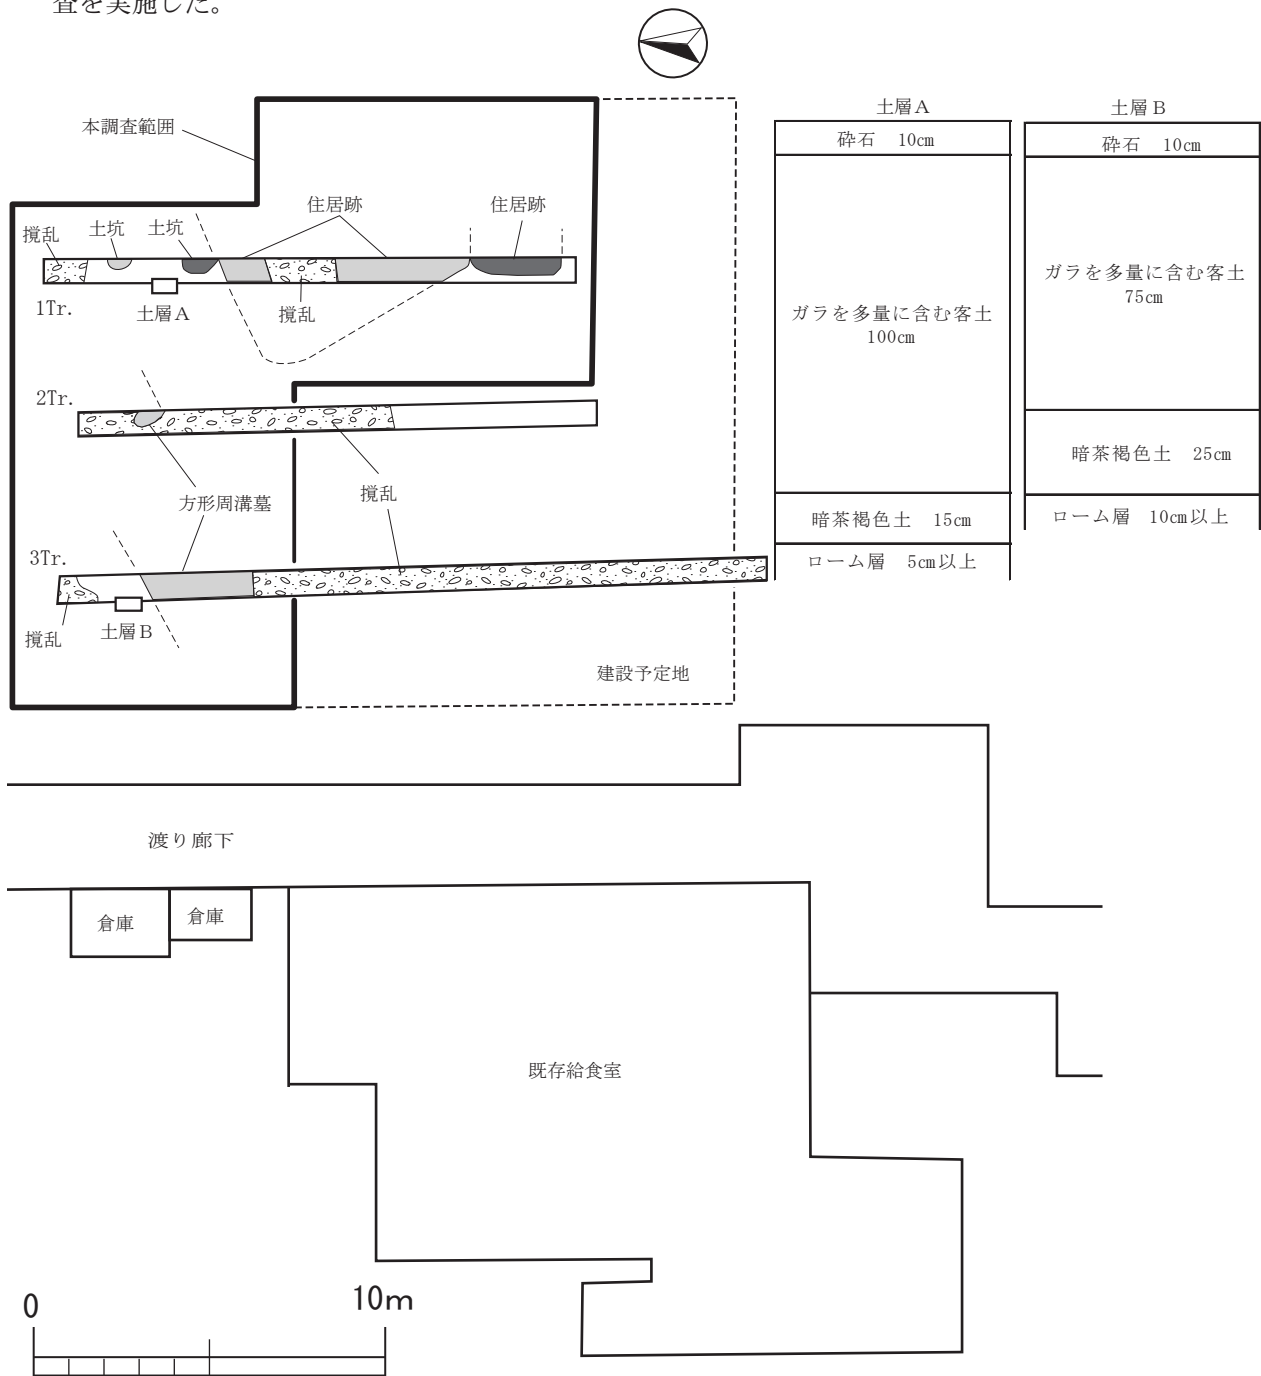 査を実施した。
土層A
土層B
本調査範囲
砕石　10㎝
砕石　10㎝
住居跡
住居跡
撹乱
土坑
土坑
ガラを多量に含む客土
75㎝
1Tr.
土層A
撹乱
ガラを多量に含む客土
100㎝
2Tr.
暗茶褐色土　25㎝
方形周溝墓
撹乱
暗茶褐色土　15㎝
ローム層　10㎝以上
3Tr.
ローム層　5㎝以上
撹乱
土層B
建設予定地
渡り廊下
倉庫
倉庫
既存給食室
0
10m